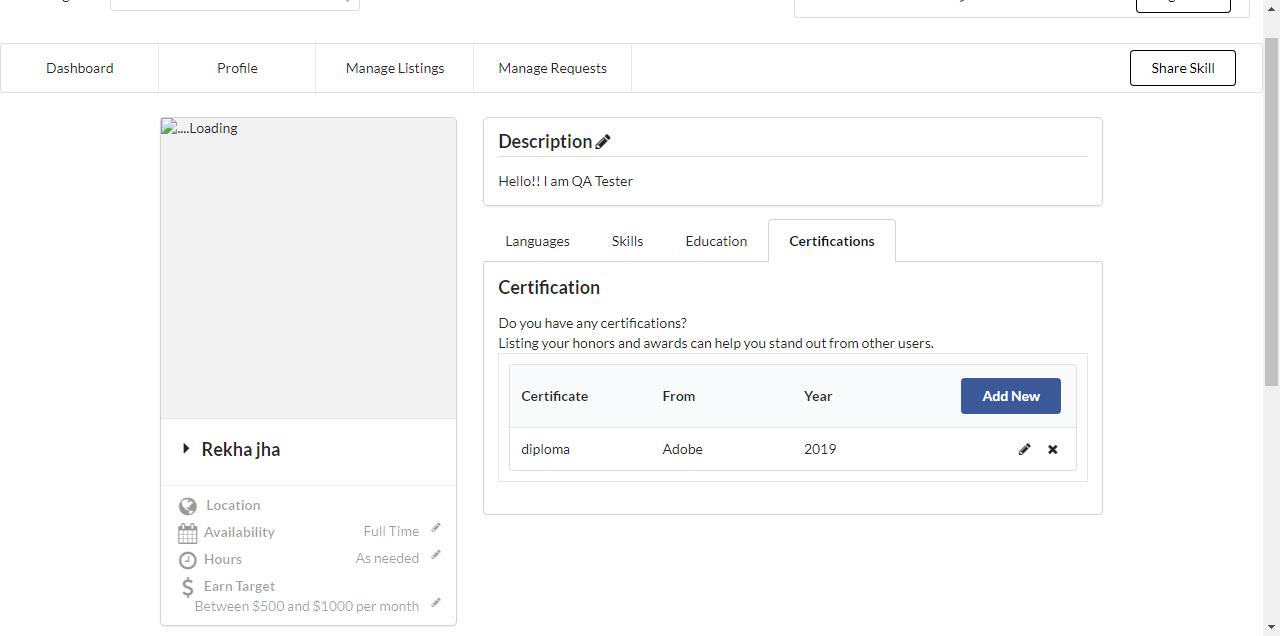 Dashboard Profile Manage Listings Manage Requests Share Skill
....Loading
Description
Hello!! I am QA Tester
Languages Skills Education Certifications
Certification
Do you have any certifications?
Listing your honors and awards can help you stand out from other users.
Certificate From Year Add New
diploma Adobe 2019
Rekha jha
Location
Availability Full Time
Hours As needed
Earn Target
Between $500 and $1000 per month